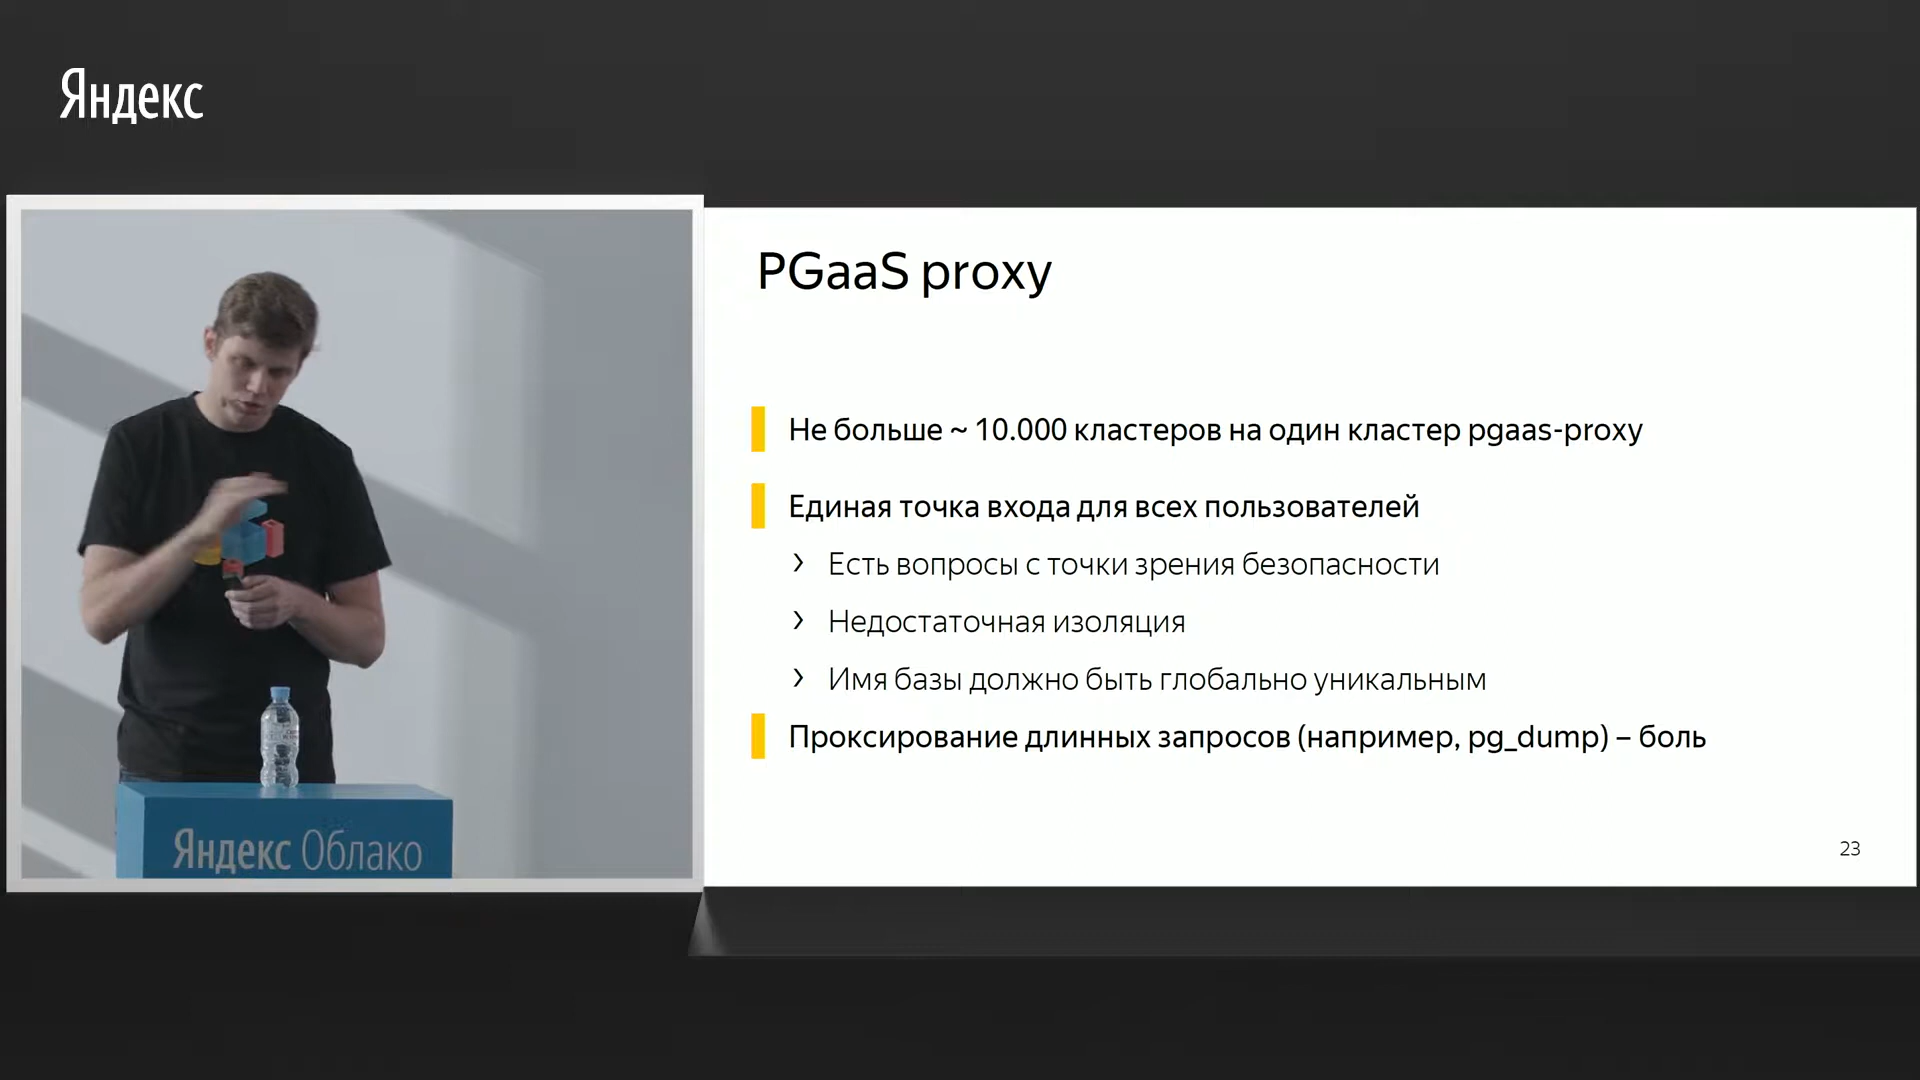 Яндекс
PGaaS proxy
Не больше ~ 10.000 кластеров на один кластер pgaas-proxy
Единая точка входа для всех пользователей
› Есть вопросы с точки зрения безопасности
› Недостаточная изоляция
› Имя базы должно быть глобально уникальным
Проксирование длинных запросов (например, pg_dump) – боль
23
Яндекс Облако